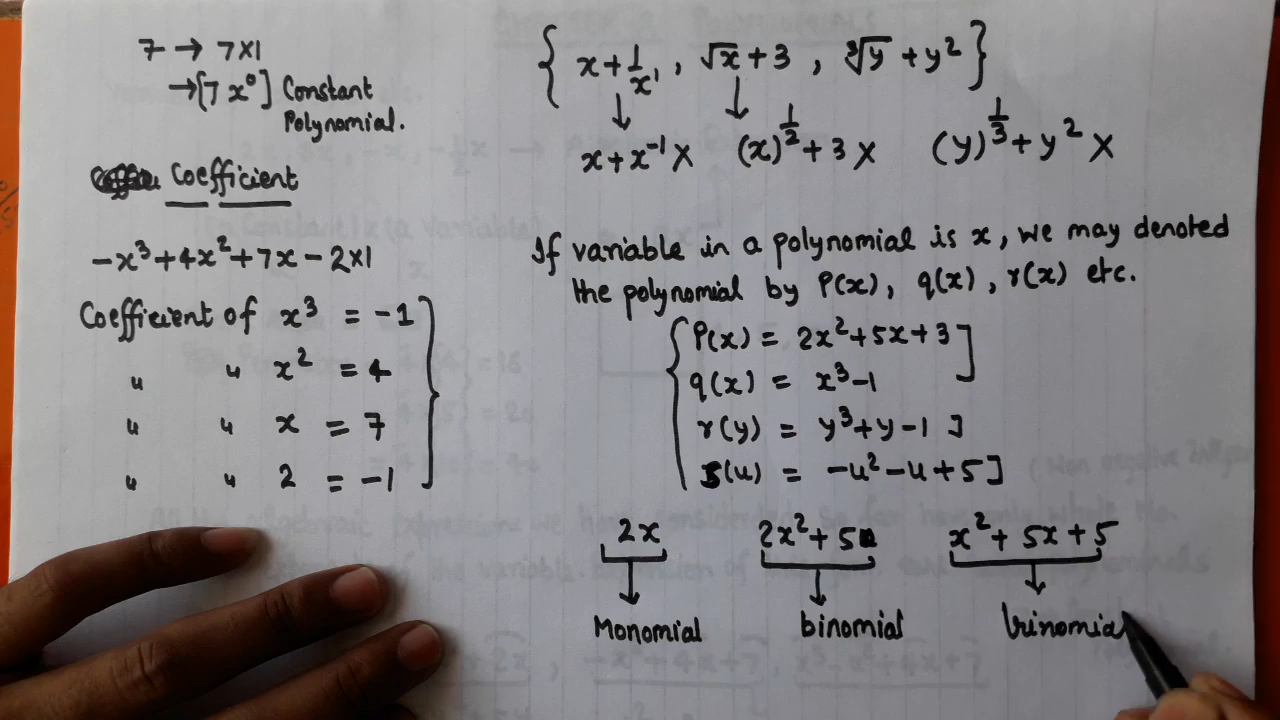 7 → 7×1
→ [7 x⁰] Constant
Polynomial.
Coefficient
-x³+4x²+7x-2×1
Coefficient of x³ = -1
" " x² = 4
" " x = 7
" " 2 = -1
{ x+1/x¹, √x+3, ∛y+y² }
x+x⁻¹ X (x)^1/2+3 X (y)^1/3+y² X
If variable in a polynomial is x, we may denoted
the polynomial by P(x), q(x), r(x) etc.
P(x) = 2x²+5x+3
q(x) = x³-1
r(y) = y³+y-1
s(u) = -u²-u+5
2x 2x²+5 x²+5x+5
Monomial binomial trinomial